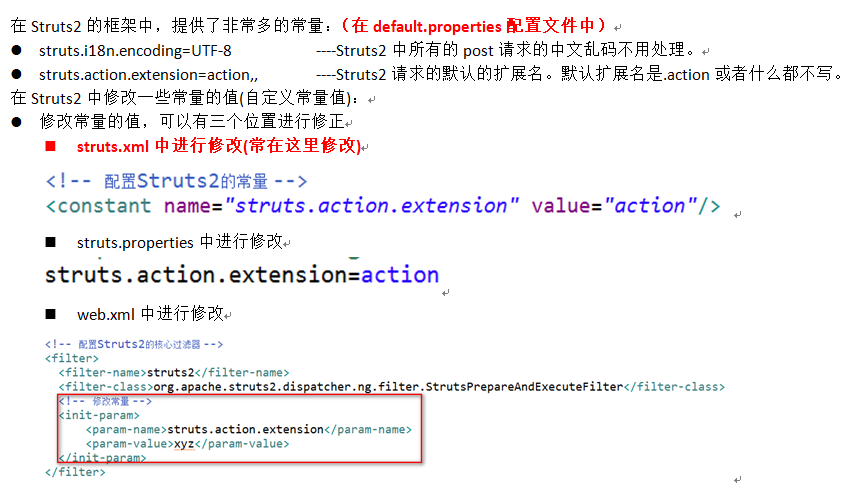 在 Struts2 的框架中，提供了非常多的常量：（在 default.properties 配置文件中）
● struts.i18n.encoding=UTF-8 ----Struts2 中所有的 post 请求的中文乱码不用处理。
● struts.action.extension=action,, ----Struts2 请求的默认的扩展名。默认扩展名是.action 或者什么都不写。
在 Struts2 中修改一些常量的值(自定义常量值)：
● 修改常量的值，可以有三个位置进行修正
■ struts.xml 中进行修改(常在这里修改)
<!-- 配置Struts2的常量 -->
<constant name="struts.action.extension" value="action"/>
■ struts.properties 中进行修改
struts.action.extension=action
■ web.xml 中进行修改
<!-- 配置Struts2的核心过滤器 -->
<filter>
<filter-name>struts2</filter-name>
<filter-class>org.apache.struts2.dispatcher.ng.filter.StrutsPrepareAndExecuteFilter</filter-class>
<!-- 修改常量 -->
<init-param>
<param-name>struts.action.extension</param-name>
<param-value>xyz</param-value>
</init-param>
</filter>